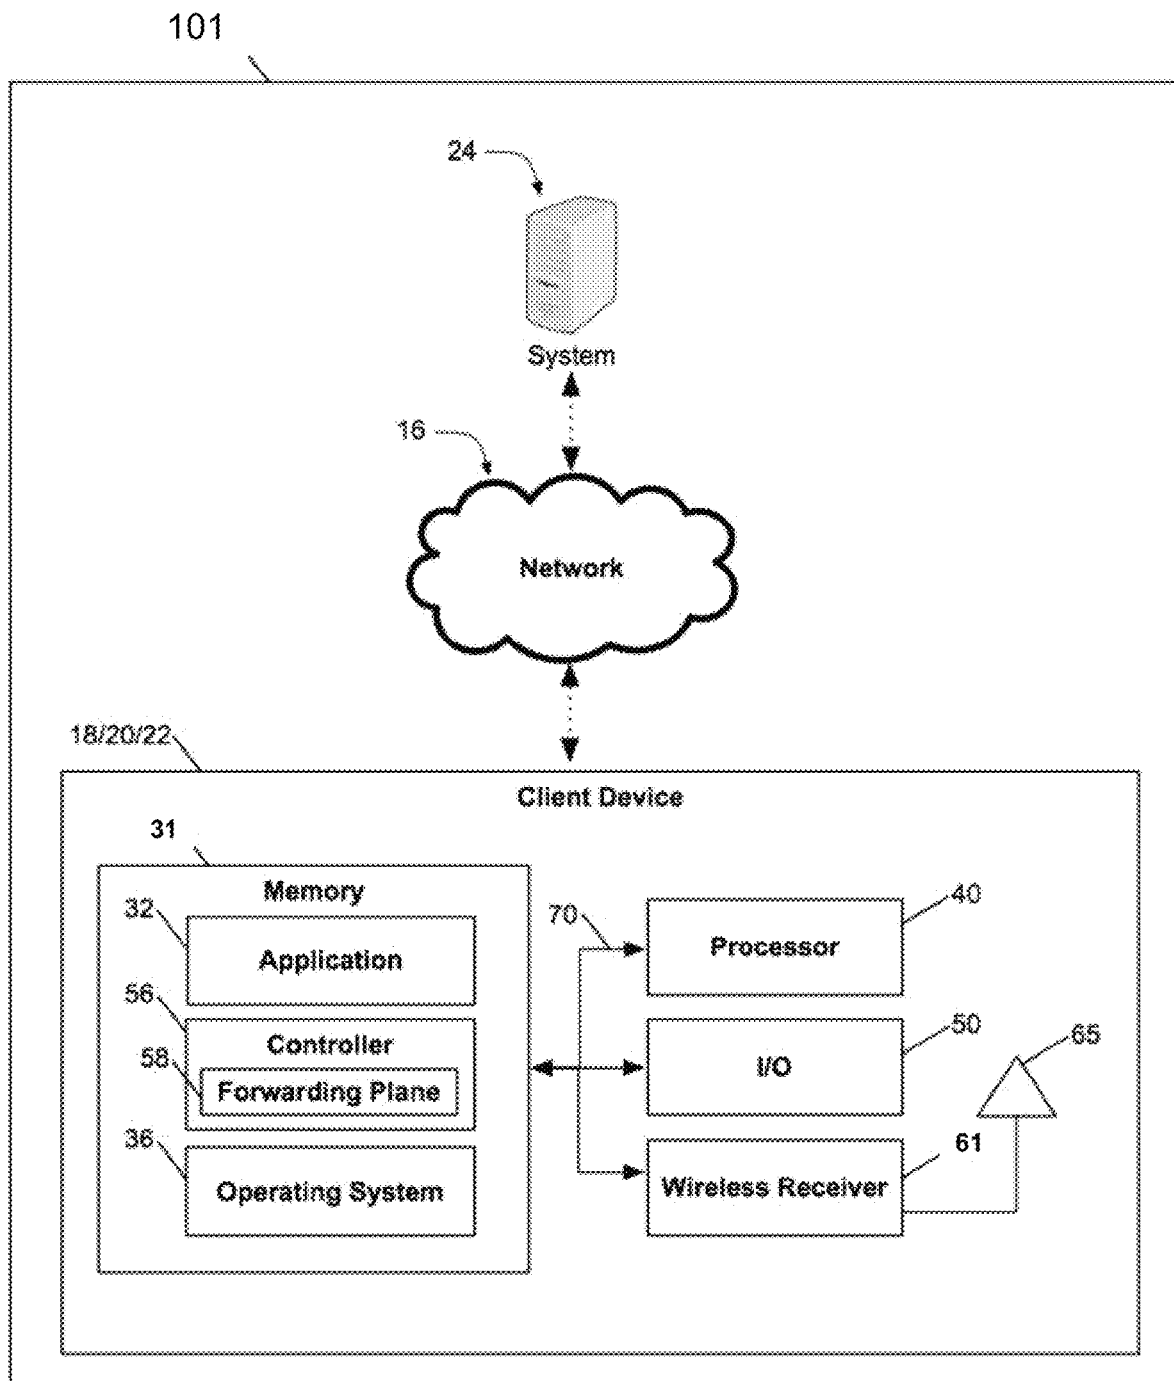 101
24
System
16
Network
18/20/22
Client Device
31
Memory
32
Application
56
Controller
58
Forwarding Plane
36
Operating System
70
40
Processor
50
I/O
65
61
Wireless Receiver